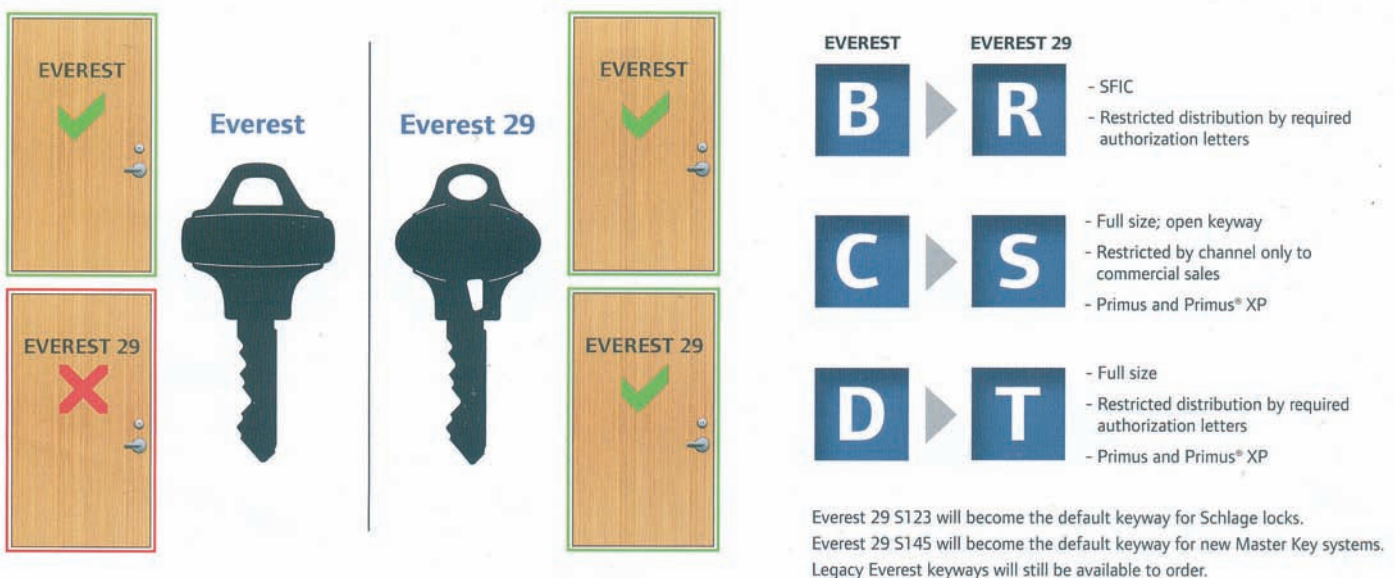 EVEREST
Everest
EVEREST 29
Everest 29
EVEREST
EVEREST 29
EVEREST
EVEREST 29
B
R
- SFIC
- Restricted distribution by required
authorization letters
C
S
- Full size; open keyway
- Restricted by channel only to
commercial sales
- Primus and Primus® XP
D
T
- Full size
- Restricted distribution by required
authorization letters
- Primus and Primus® XP
Everest 29 S123 will become the default keyway for Schlage locks.
Everest 29 S145 will become the default keyway for new Master Key systems.
Legacy Everest keyways will still be available to order.